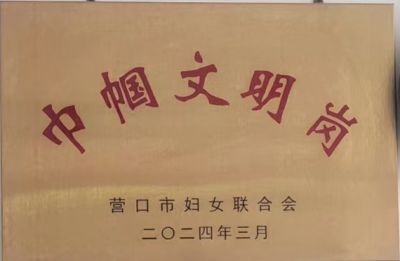 巾帼文明岗
营口市妇女联合会
二〇二四年三月